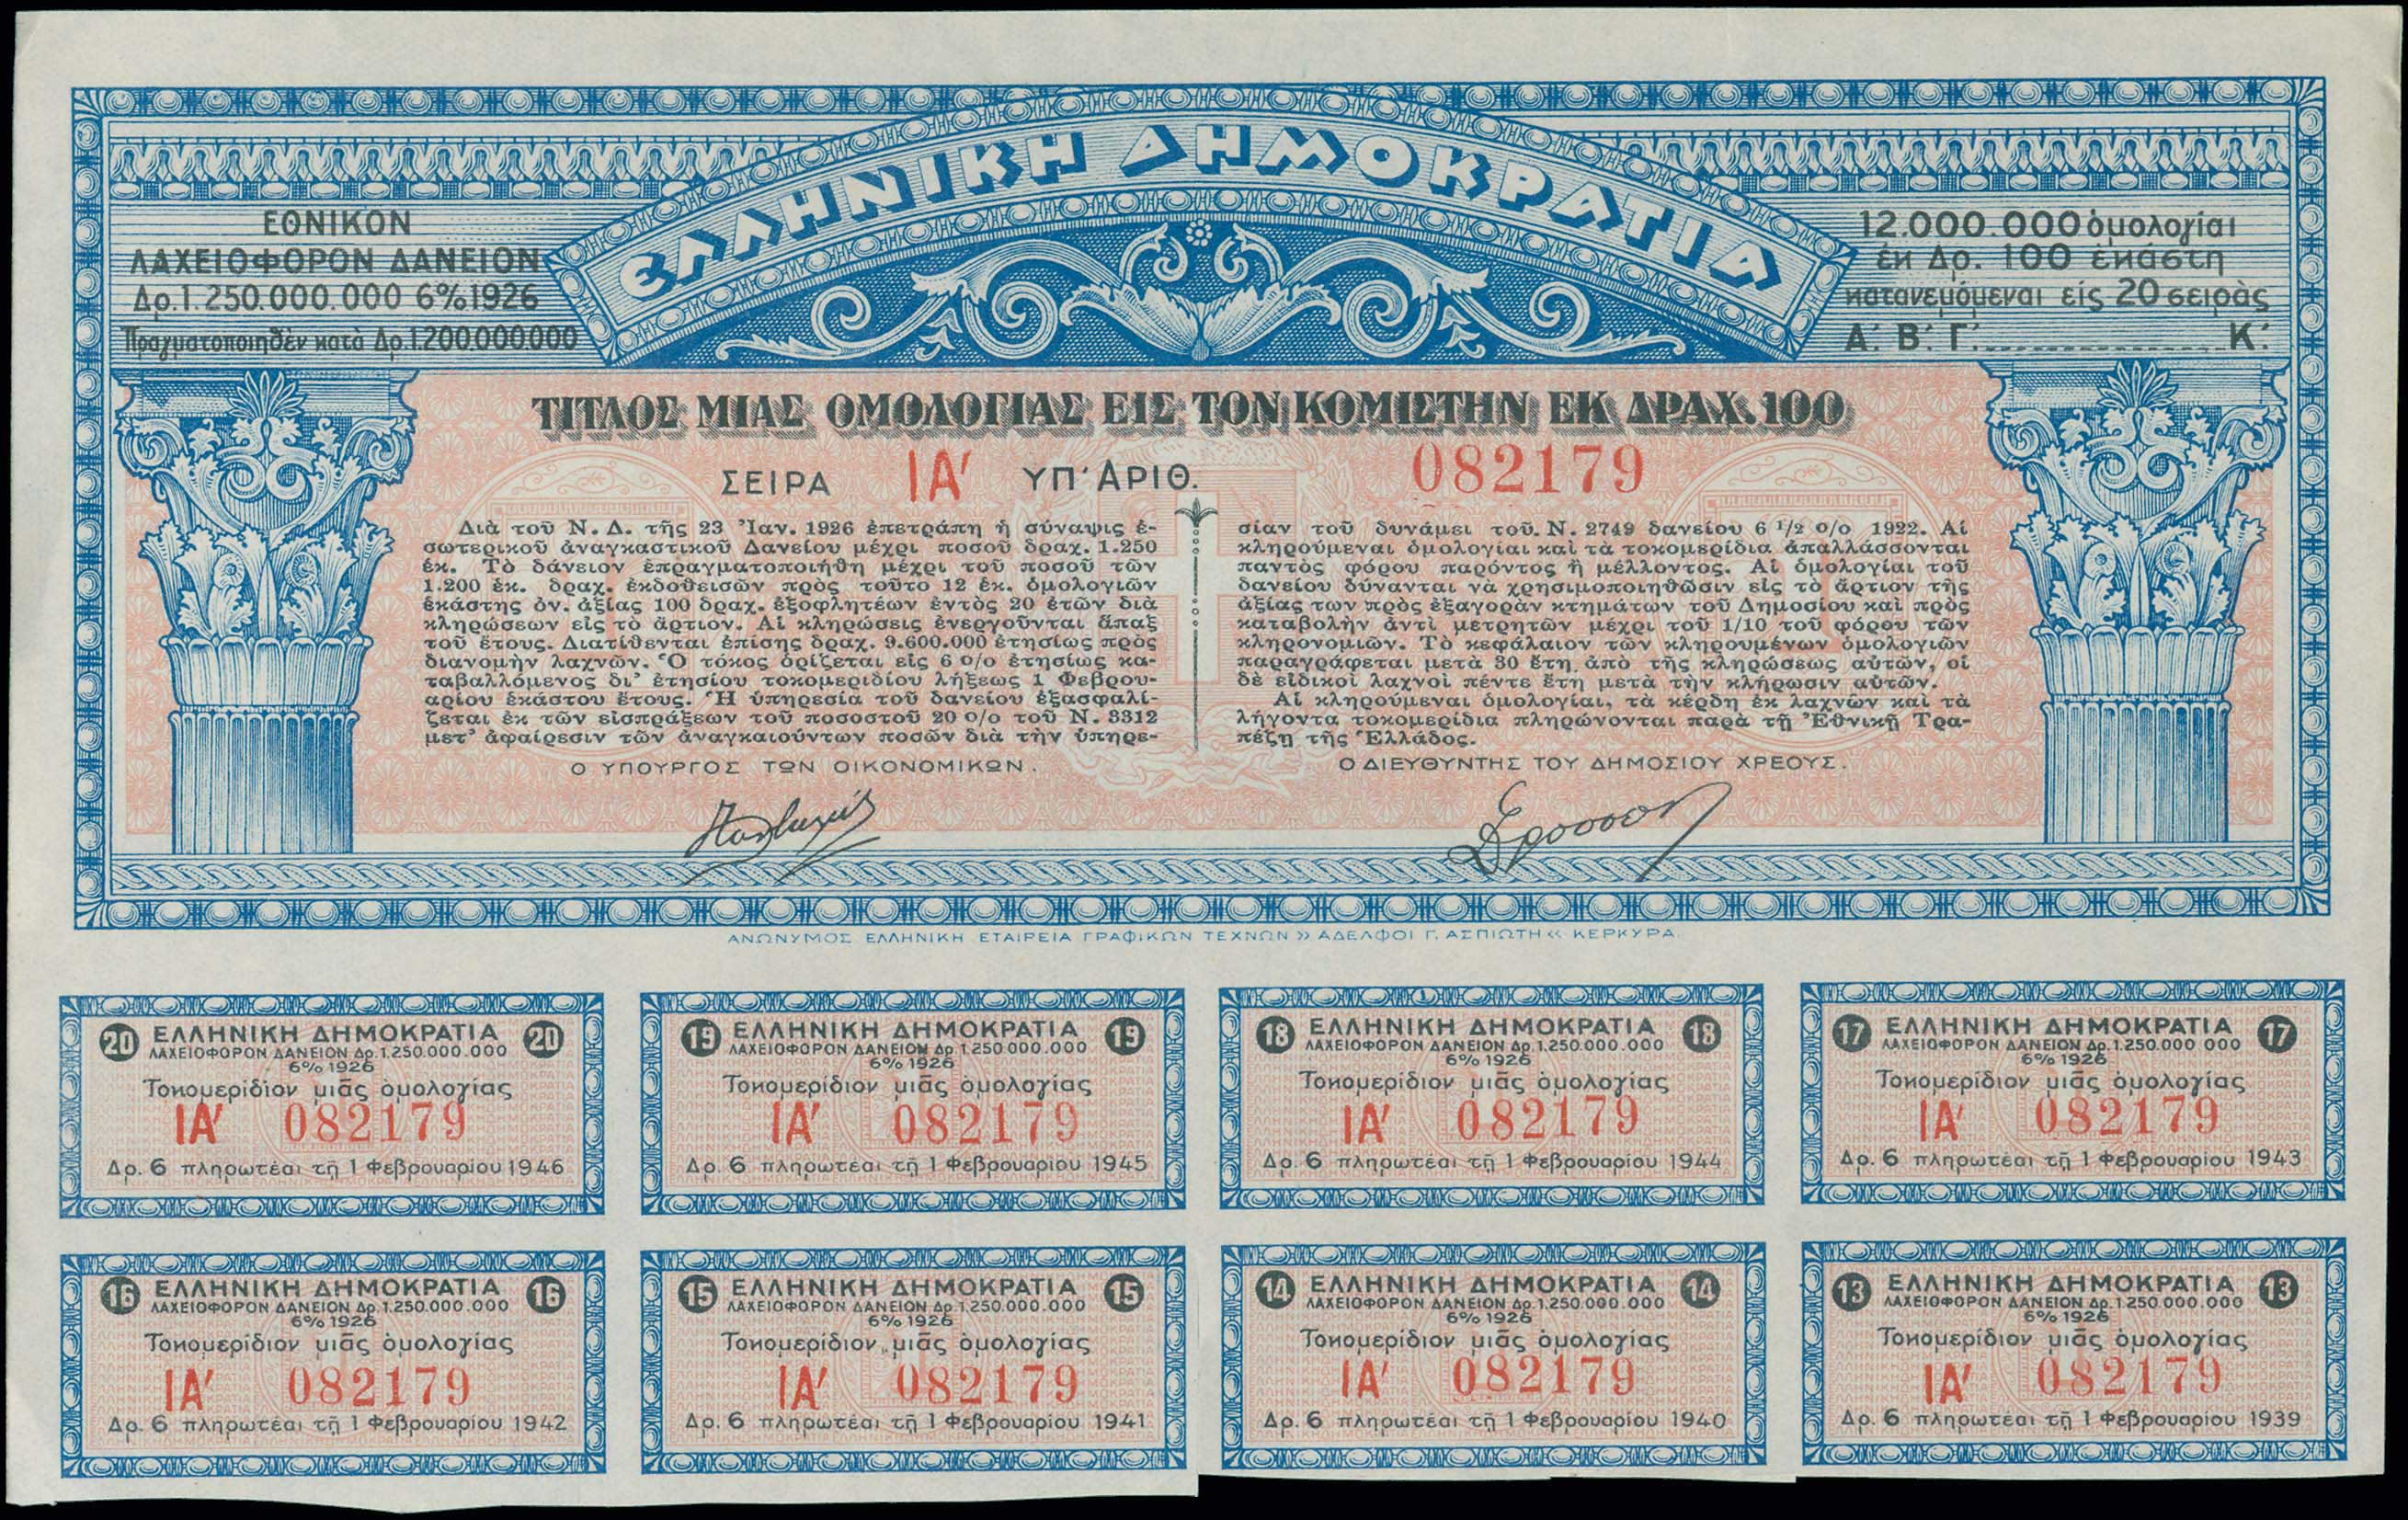 ΕΛΛΗΝΙΚΗ ΔΗΜΟΚΡΑΤΙΑ
ΕΘΝΙΚΟΝ
ΛΑΧΕΙΟΦΟΡΟΝ ΔΑΝΕΙΟΝ
Δρ.1.250.000.000 6% 1926
Πραγματοποιηθὲν κατὰ Δρ.1.200.000.000
12.000.000 ὁμολογίαι
ἐκ Δρ. 100 ἑκάστη
κατανεμόμεναι εἰς 20 σειρὰς
Α΄. Β΄. Γ΄.................... Κ΄.
ΤΙΤΛΟΣ ΜΙΑΣ ΟΜΟΛΟΓΙΑΣ ΕΙΣ ΤΟΝ ΚΟΜΙΣΤΗΝ ΕΚ ΔΡΑΧ. 100
ΣΕΙΡΑ ΙΑ΄ ΥΠ' ΑΡΙΘ. 082179
Διὰ τοῦ Ν. Δ. τῆς 23 Ἰαν. 1926 ἐπετράπη ἡ σύναψις ἐ-
σωτερικοῦ ἀναγκαστικοῦ Δανείου μέχρι ποσοῦ δραχ. 1.250
ἑκ. Τὸ δάνειον ἐπραγματοποιήθη μέχρι τοῦ ποσοῦ τῶν
1.200 ἑκ. δραχ. ἐκδοθεισῶν πρὸς τοῦτο 12 ἑκ. ὁμολογιῶν
ἑκάστης ὀν. ἀξίας 100 δραχ. ἐξοφλητέων ἐντὸς 20 ἐτῶν διὰ
κληρώσεων εἰς τὸ ἄρτιον. Αἱ κληρώσεις ἐνεργοῦνται ἅπαξ
τοῦ ἔτους. Διατίθενται ἐπίσης δραχ. 9.600.000 ἐτησίως πρὸς
διανομὴν λαχνῶν. Ὁ τόκος ὁρίζεται εἰς 6 ο/ο ἐτησίως κα-
ταβαλλόμενος δι' ἐτησίου τοκομεριδίου λήξεως 1 Φεβρου-
αρίου ἑκάστου ἔτους. Ἡ ὑπηρεσία τοῦ δανείου ἐξασφαλί-
ζεται ἐκ τῶν εἰσπράξεων τοῦ ποσοστοῦ 20 ο/ο τοῦ Ν. 3312
μετ' ἀφαίρεσιν τῶν ἀναγκαιούντων ποσῶν διὰ τὴν ὑπηρε-
σίαν τοῦ δυνάμει τοῦ. Ν. 2749 δανείου 6 1/2 ο/ο 1922. Αἱ
κληρούμεναι ὁμολογίαι καὶ τὰ τοκομερίδια ἀπαλλάσσονται
παντὸς φόρου παρόντος ἢ μέλλοντος. Αἱ ὁμολογίαι τοῦ
δανείου δύνανται νὰ χρησιμοποιηθῶσιν εἰς τὸ ἄρτιον τῆς
ἀξίας των πρὸς ἐξαγορὰν κτημάτων τοῦ Δημοσίου καὶ πρὸς
καταβολὴν ἀντὶ μετρητῶν μέχρι τοῦ 1/10 τοῦ φόρου τῶν
κληρονομιῶν. Τὸ κεφάλαιον τῶν κληρουμένων ὁμολογιῶν
παραγράφεται μετὰ 30 ἔτη ἀπὸ τῆς κληρώσεως αὐτῶν, οἱ
δὲ εἰδικοὶ λαχνοὶ πέντε ἔτη μετὰ τὴν κλήρωσιν αὐτῶν.
Αἱ κληρούμεναι ὁμολογίαι, τὰ κέρδη ἐκ λαχνῶν καὶ τὰ
λήγοντα τοκομερίδια πληρώνονται παρὰ τῇ Ἐθνικῇ Τρα-
πέζῃ τῆς Ἑλλάδος.
Ο ΥΠΟΥΡΓΟΣ ΤΩΝ ΟΙΚΟΝΟΜΙΚΩΝ.
Ο ΔΙΕΥΘΥΝΤΗΣ ΤΟΥ ΔΗΜΟΣΙΟΥ ΧΡΕΟΥΣ.
ΑΝΩΝΥΜΟΣ ΕΛΛΗΝΙΚΗ ΕΤΑΙΡΕΙΑ ΓΡΑΦΙΚΩΝ ΤΕΧΝΩΝ » ΑΔΕΛΦΟΙ Γ. ΑΣΠΙΩΤΗ « ΚΕΡΚΥΡΑ.
20 ΕΛΛΗΝΙΚΗ ΔΗΜΟΚΡΑΤΙΑ 20
ΛΑΧΕΙΟΦΟΡΟΝ ΔΑΝΕΙΟΝ Δρ.1.250.000.000
6% 1926
Τοκομερίδιον μιᾶς ὁμολογίας
ΙΑ΄ 082179
Δρ. 6 πληρωτέαι τῇ 1 Φεβρουαρίου 1946
19 ΕΛΛΗΝΙΚΗ ΔΗΜΟΚΡΑΤΙΑ 19
ΛΑΧΕΙΟΦΟΡΟΝ ΔΑΝΕΙΟΝ Δρ.1.250.000.000
6% 1926
Τοκομερίδιον μιᾶς ὁμολογίας
ΙΑ΄ 082179
Δρ. 6 πληρωτέαι τῇ 1 Φεβρουαρίου 1945
18 ΕΛΛΗΝΙΚΗ ΔΗΜΟΚΡΑΤΙΑ 18
ΛΑΧΕΙΟΦΟΡΟΝ ΔΑΝΕΙΟΝ Δρ.1.250.000.000
6% 1926
Τοκομερίδιον μιᾶς ὁμολογίας
ΙΑ΄ 082179
Δρ. 6 πληρωτέαι τῇ 1 Φεβρουαρίου 1944
17 ΕΛΛΗΝΙΚΗ ΔΗΜΟΚΡΑΤΙΑ 17
ΛΑΧΕΙΟΦΟΡΟΝ ΔΑΝΕΙΟΝ Δρ.1.250.000 000
6% 1926
Τοκομερίδιον μιᾶς ὁμολογίας
ΙΑ΄ 082179
Δρ. 6 πληρωτέαι τῇ 1 Φεβρουαρίου 1943
16 ΕΛΛΗΝΙΚΗ ΔΗΜΟΚΡΑΤΙΑ 16
ΛΑΧΕΙΟΦΟΡΟΝ ΔΑΝΕΙΟΝ Δρ.1.250.000.000
6% 1926
Τοκομερίδιον μιᾶς ὁμολογίας
ΙΑ΄ 082179
Δρ. 6 πληρωτέαι τῇ 1 Φεβρουαρίου 1942
15 ΕΛΛΗΝΙΚΗ ΔΗΜΟΚΡΑΤΙΑ 15
ΛΑΧΕΙΟΦΟΡΟΝ ΔΑΝΕΙΟΝ Δρ.1.250.000.000
6% 1926
Τοκομερίδιον μιᾶς ὁμολογίας
ΙΑ΄ 082179
Δρ. 6 πληρωτέαι τῇ 1 Φεβρουαρίου 1941
14 ΕΛΛΗΝΙΚΗ ΔΗΜΟΚΡΑΤΙΑ 14
ΛΑΧΕΙΟΦΟΡΟΝ ΔΑΝΕΙΟΝ Δρ.1.250.000.000
6% 1926
Τοκομερίδιον μιᾶς ὁμολογίας
ΙΑ΄ 082179
Δρ. 6 πληρωτέαι τῇ 1 Φεβρουαρίου 1940
13 ΕΛΛΗΝΙΚΗ ΔΗΜΟΚΡΑΤΙΑ 13
ΛΑΧΕΙΟΦΟΡΟΝ ΔΑΝΕΙΟΝ Δρ.1.250.000.000
6% 1926
Τοκομερίδιον μιᾶς ὁμολογίας
ΙΑ΄ 082179
Δρ. 6 πληρωτέαι τῇ 1 Φεβρουαρίου 1939